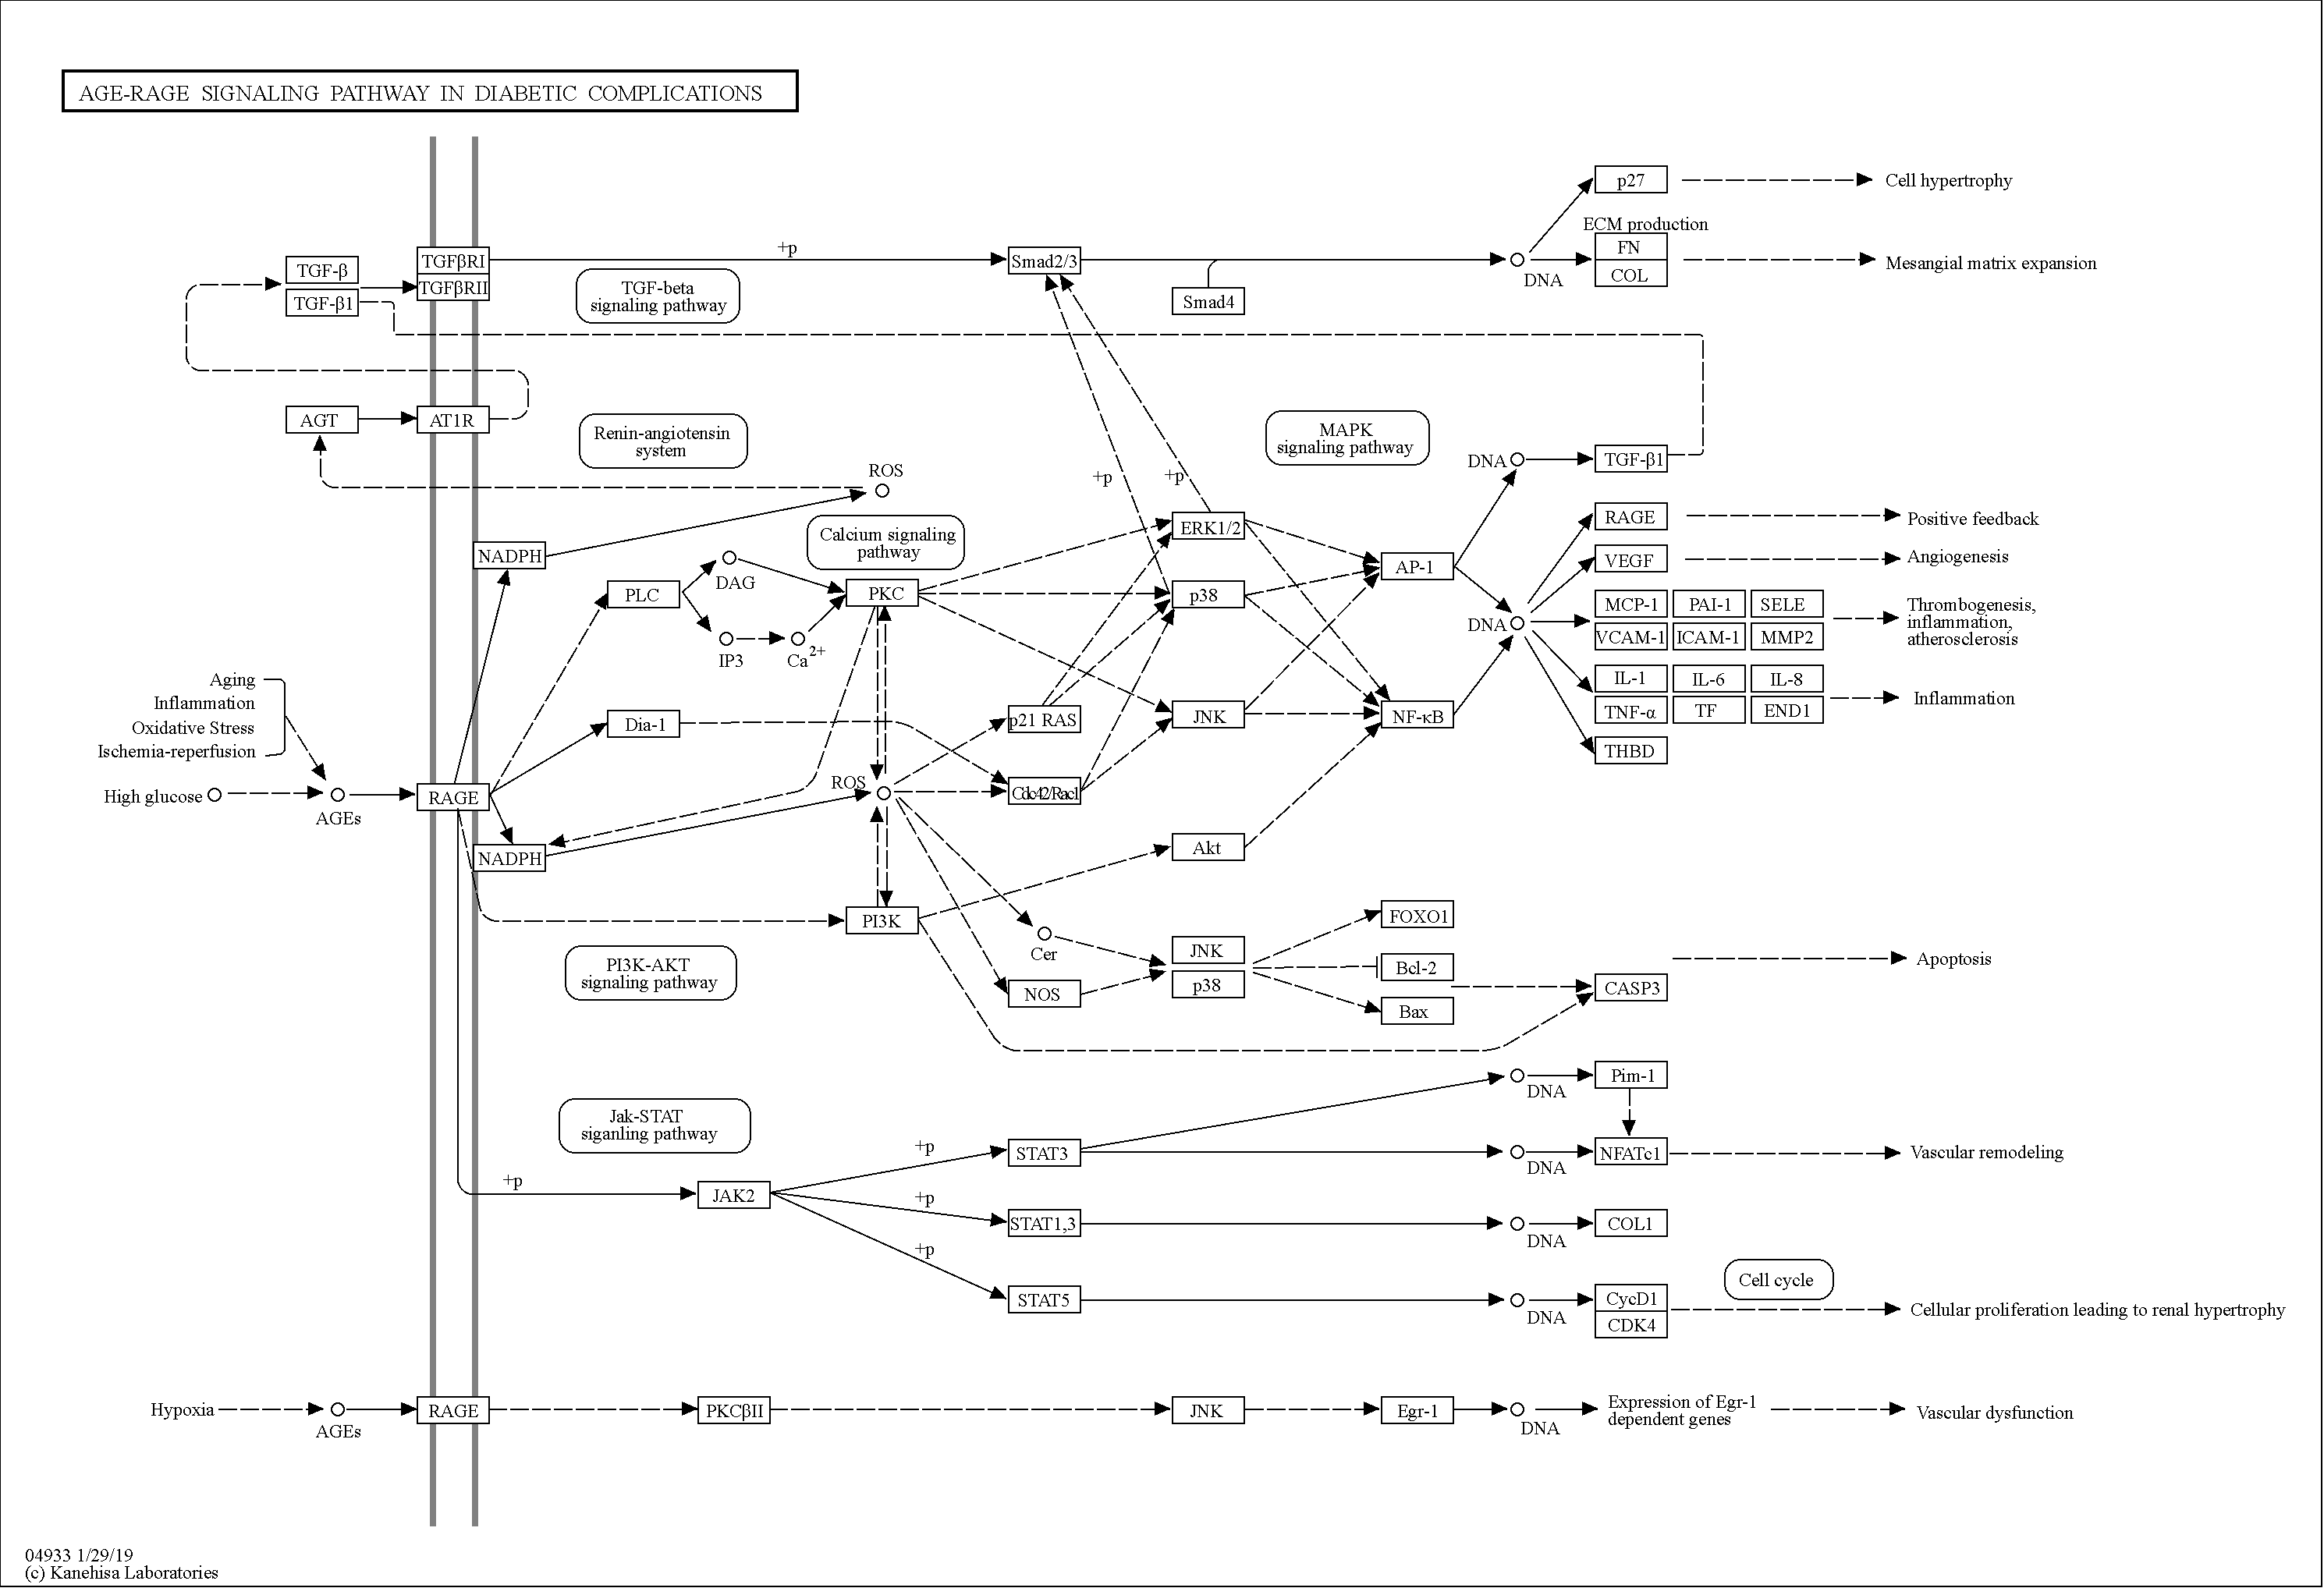 AGE-RAGE SIGNALING PATHWAY IN DIABETIC COMPLICATIONS
p27
Cell hypertrophy
ECM production
TGFβRI
+p
Smad2/3
FN
Mesangial matrix expansion
TGF-β
TGFβRII
TGF-beta
signaling pathway
DNA
COL
TGF-β1
Smad4
AGT
AT1R
Renin-angiotensin
system
MAPK
signaling pathway
ROS
+p
+p
DNA
TGF-β1
RAGE
Positive feedback
NADPH
Calcium signaling
pathway
ERK1/2
VEGF
Angiogenesis
DAG
AP-1
PLC
PKC
p38
MCP-1
PAI-1
SELE
Thrombogenesis,
inflammation,
atherosclerosis
DNA
VCAM-1
ICAM-1
MMP2
IP3
Ca2+
Aging
Inflammation
Oxidative Stress
Ischemia-reperfusion
IL-1
IL-6
IL-8
Inflammation
Dia-1
p21 RAS
JNK
NF-κB
TNF-α
TF
END1
THBD
High glucose
AGEs
RAGE
ROS
Cdc42/Rac1
NADPH
Akt
PI3K
FOXO1
PI3K-AKT
signaling pathway
Cer
JNK
p38
Bcl-2
Apoptosis
NOS
Bax
CASP3
Jak-STAT
siganling pathway
DNA
Pim-1
+p
STAT3
DNA
NFATc1
Vascular remodeling
+p
JAK2
+p
STAT1,3
DNA
COL1
+p
Cell cycle
STAT5
DNA
CycD1
CDK4
Cellular proliferation leading to renal hypertrophy
Hypoxia
AGEs
RAGE
PKCβII
JNK
Egr-1
DNA
Expression of Egr-1
dependent genes
Vascular dysfunction
04933 1/29/19
(c) Kanehisa Laboratories